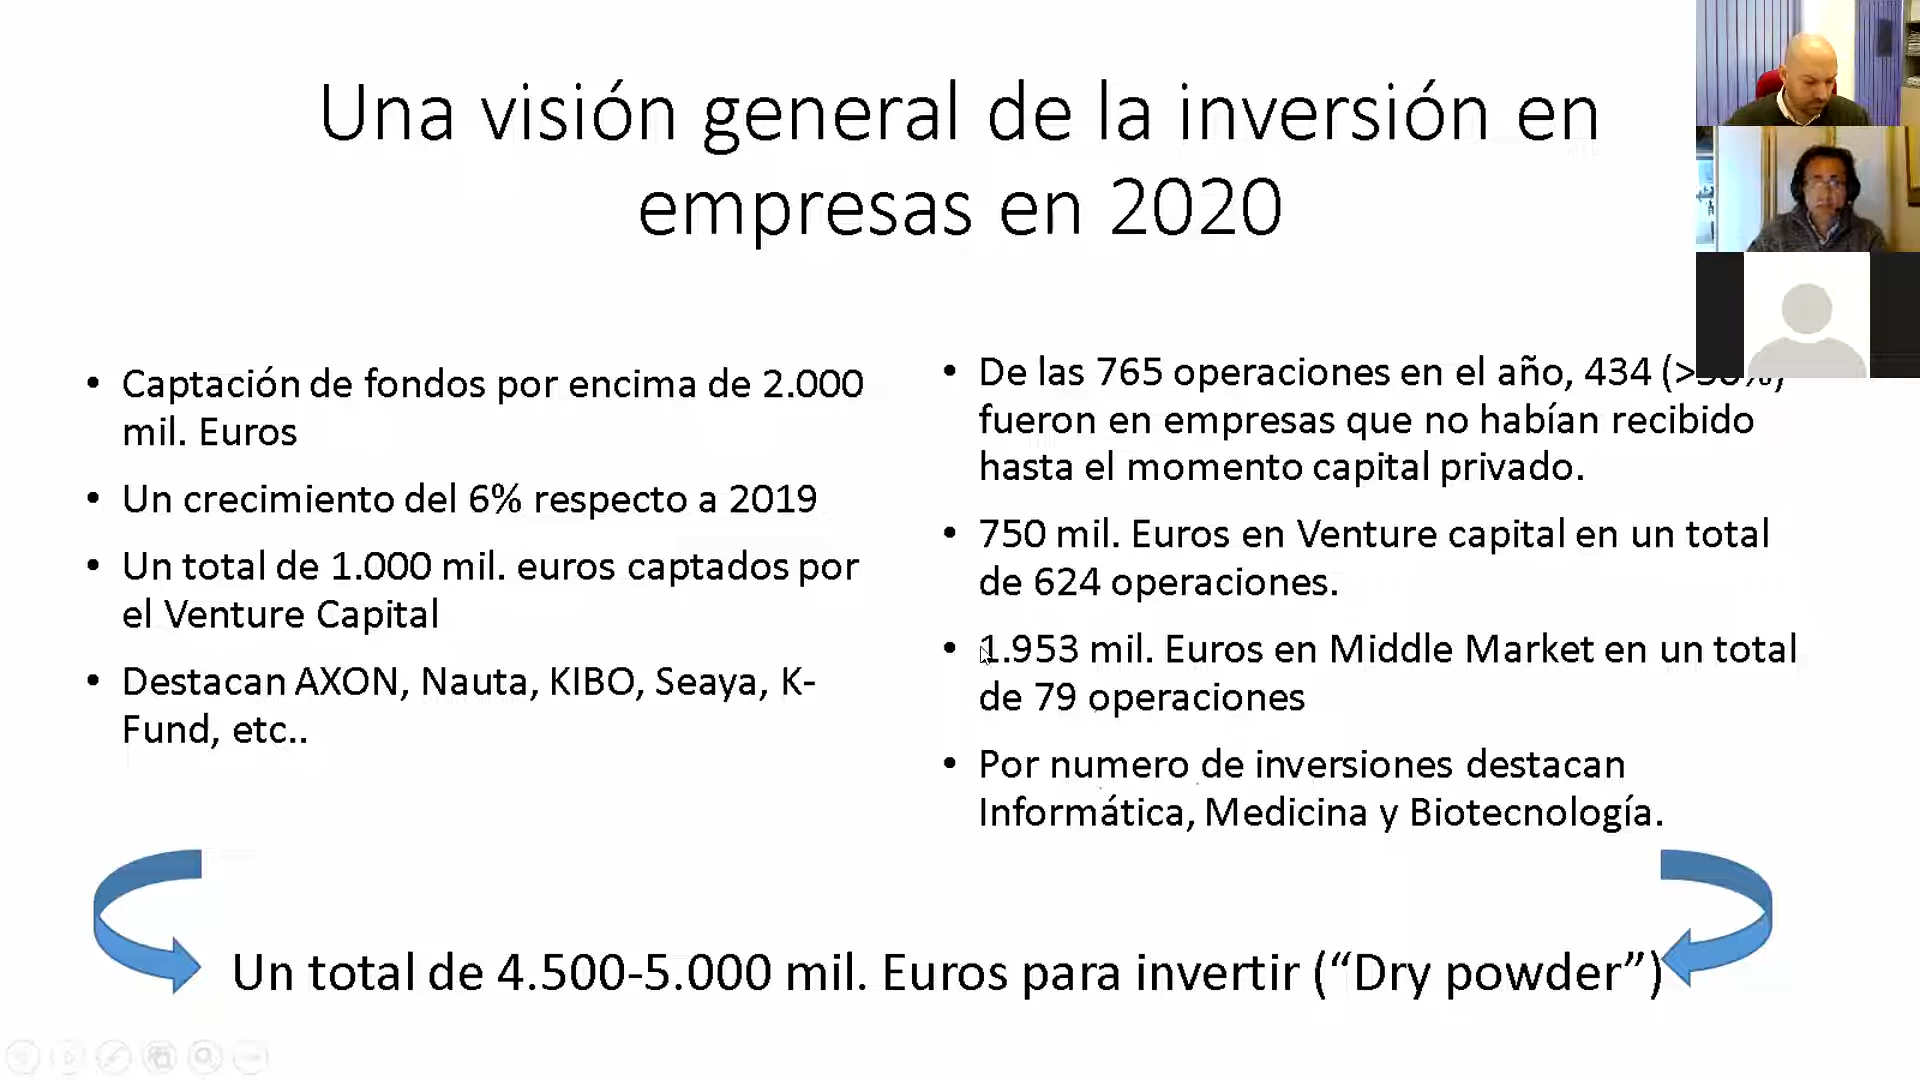 Una visión general de la inversión en
empresas en 2020
• Captación de fondos por encima de 2.000
mil. Euros
• Un crecimiento del 6% respecto a 2019
• Un total de 1.000 mil. euros captados por
el Venture Capital
• Destacan AXON, Nauta, KIBO, Seaya, K-
Fund, etc..
• De las 765 operaciones en el año, 434
fueron en empresas que no habían recibido
hasta el momento capital privado.
• 750 mil. Euros en Venture capital en un total
de 624 operaciones.
• 1.953 mil. Euros en Middle Market en un total
de 79 operaciones
• Por numero de inversiones destacan
Informática, Medicina y Biotecnología.
Un total de 4.500-5.000 mil. Euros para invertir (“Dry powder”)